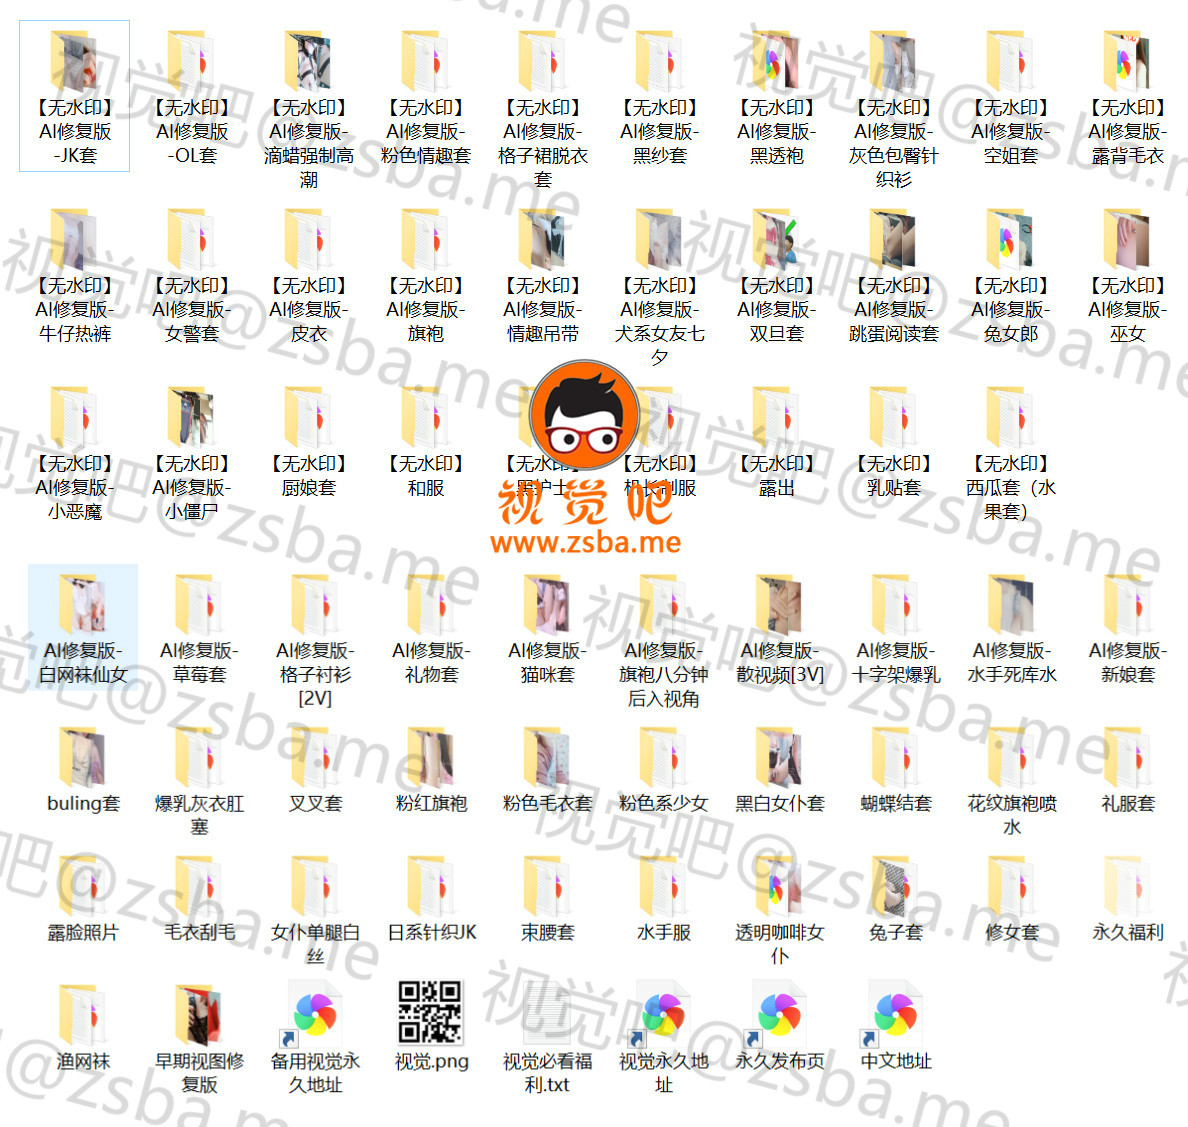 【无水印】 【无水印】 【无水印】 【无水印】 【无水印】 【无水印】 【无水印】 【无水印】 【无水印】 【无水印】
AI修复版 AI修复版 AI修复版- AI修复版- AI修复版- AI修复版- AI修复版- AI修复版- AI修复版- AI修复版-
-JK套 -OL套 滴蜡强制高 粉色情趣套 格子裙脱衣 黑纱套 黑透袍 灰色包臀针 空姐套 露背毛衣
潮 套 织衫
【无水印】 【无水印】 【无水印】 【无水印】 【无水印】 【无水印】 【无水印】 【无水印】 【无水印】 【无水印】
AI修复版- AI修复版- AI修复版- AI修复版- AI修复版- AI修复版- AI修复版- AI修复版- AI修复版- AI修复版-
牛仔热裤 女警套 皮衣 旗袍 情趣吊带 犬系女友七 双旦套 跳蛋阅读套 兔女郎 巫女
夕
【无水印】 【无水印】 【无水印】 【无水印】 【无水印】 【无水印】 【无水印】 【无水印】 【无水印】
AI修复版- AI修复版- 厨娘套 和服 黑护士 机长制服 露出 乳贴套 西瓜套（水
小恶魔 小僵尸 果套）
视觉吧
www.zsba.me
AI修复版- AI修复版- AI修复版- AI修复版- AI修复版- AI修复版- AI修复版- AI修复版- AI修复版- AI修复版-
白网袜仙女 草莓套 格子衬衫 礼物套 猫咪套 旗袍八分钟 散视频[3V] 十字架爆乳 水手死库水 新娘套
[2V] 后入视角
buling套 爆乳灰衣肛 叉叉套 粉红旗袍 粉色毛衣套 粉色系少女 黑白女仆套 蝴蝶结套 花纹旗袍喷 礼服套
塞 水
露脸照片 毛衣刮毛 女仆单腿白 日系针织JK 束腰套 水手服 透明咖啡女 兔子套 修女套 永久福利
丝 仆
渔网袜 早期视图修 备用视觉永 视觉.png 视觉必看福 视觉永久地 永久发布页 中文地址
复版 久地址 利.txt 址
视觉吧@zsba.me